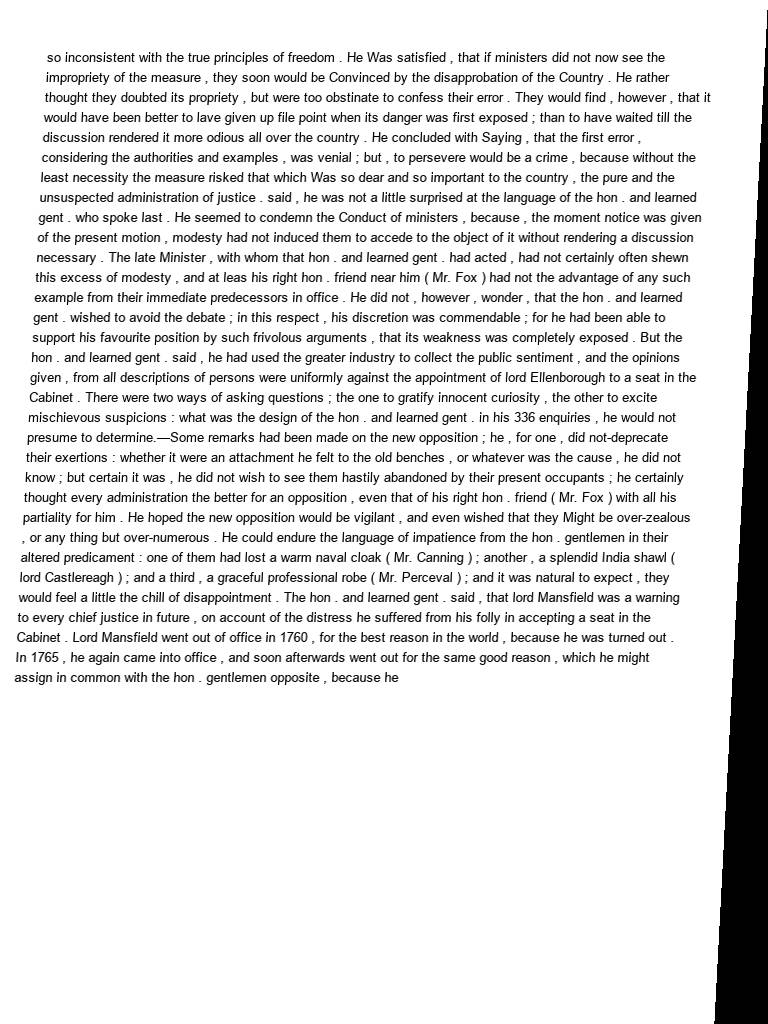 so inconsistent with the true principles of freedom . He Was satisfied , that if ministers did not now see the
impropriety of the measure , they soon would be Convinced by the disapprobation of the Country . He rather
thought they doubted its propriety , but were too obstinate to confess their error . They would find , however , that it
would have been better to lave given up file point when its danger was first exposed ; than to have waited till the
discussion rendered it more odious all over the country . He concluded with Saying , that the first error ,
considering the authorities and examples , was venial ; but , to persevere would be a crime , because without the
least necessity the measure risked that which Was so dear and so important to the country , the pure and the
unsuspected administration of justice . said , he was not a little surprised at the language of the hon . and learned
gent . who spoke last . He seemed to condemn the Conduct of ministers , because , the moment notice was given
of the present motion , modesty had not induced them to accede to the object of it without rendering a discussion
necessary . The late Minister , with whom that hon . and learned gent . had acted , had not certainly often shewn
this excess of modesty , and at leas his right hon . friend near him ( Mr. Fox ) had not the advantage of any such
example from their immediate predecessors in office . He did not , however , wonder , that the hon . and learned
gent . wished to avoid the debate ; in this respect , his discretion was commendable ; for he had been able to
support his favourite position by such frivolous arguments , that its weakness was completely exposed . But the
hon . and learned gent . said , he had used the greater industry to collect the public sentiment , and the opinions
given , from all descriptions of persons were uniformly against the appointment of lord Ellenborough to a seat in the
Cabinet . There were two ways of asking questions ; the one to gratify innocent curiosity , the other to excite
mischievous suspicions : what was the design of the hon . and learned gent . in his 336 enquiries , he would not
presume to determine.—Some remarks had been made on the new opposition ; he , for one , did not-deprecate
their exertions : whether it were an attachment he felt to the old benches , or whatever was the cause , he did not
know ; but certain it was , he did not wish to see them hastily abandoned by their present occupants ; he certainly
thought every administration the better for an opposition , even that of his right hon . friend ( Mr. Fox ) with all his
partiality for him . He hoped the new opposition would be vigilant , and even wished that they Might be over-zealous
, or any thing but over-numerous . He could endure the language of impatience from the hon . gentlemen in their
altered predicament : one of them had lost a warm naval cloak ( Mr. Canning ) ; another , a splendid India shawl (
lord Castlereagh ) ; and a third , a graceful professional robe ( Mr. Perceval ) ; and it was natural to expect , they
would feel a little the chill of disappointment . The hon . and learned gent . said , that lord Mansfield was a warning
to every chief justice in future , on account of the distress he suffered from his folly in accepting a seat in the
Cabinet . Lord Mansfield went out of office in 1760 , for the best reason in the world , because he was turned out .
In 1765 , he again came into office , and soon afterwards went out for the same good reason , which he might
assign in common with the hon . gentlemen opposite , because he